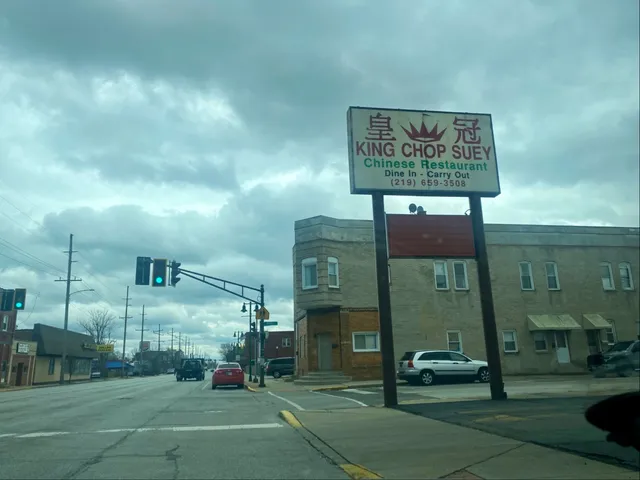 皇 冠
KING CHOP SUEY
Chinese Restaurant
Dine In - Carry Out
(219) 659-3508